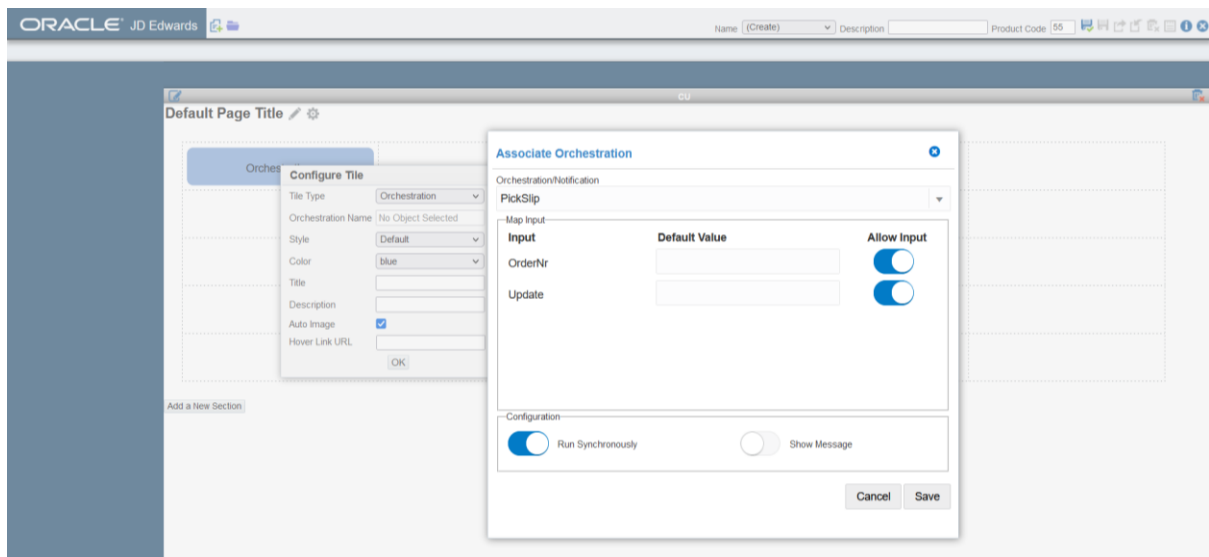 ORACLE® JD Edwards Name (Create) Description Product Code 55
CU
Default Page Title
Configure Tile
Tile Type Orchestration
Orchestration Name No Object Selected
Style Default
Color blue
Title
Description
Auto Image
Hover Link URL
OK
Add a New Section
Associate Orchestration
Orchestration/Notification
PickSlip
Map Input
Input Default Value Allow Input
OrderNr
Update
Configuration
Run Synchronously Show Message
Cancel Save